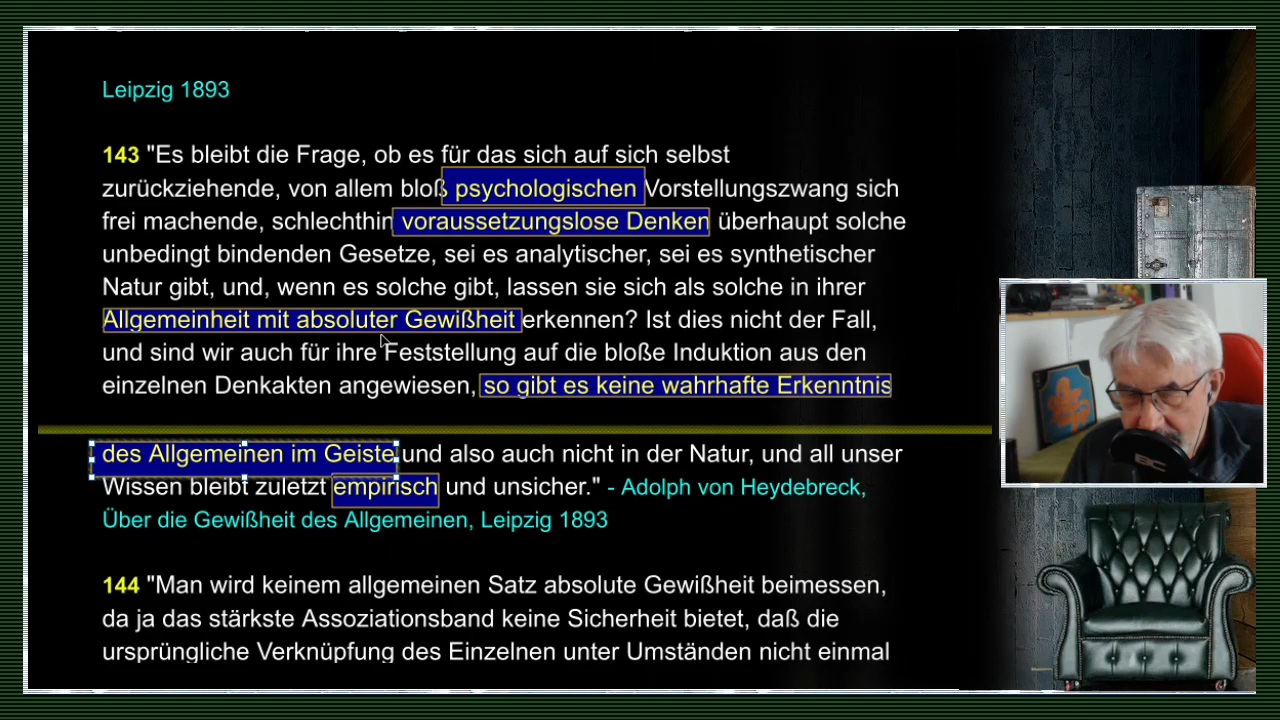 Leipzig 1893
143 "Es bleibt die Frage, ob es für das sich auf sich selbst
zurückziehende, von allem bloß psychologischen Vorstellungszwang sich
frei machende, schlechthin voraussetzungslose Denken überhaupt solche
unbedingt bindenden Gesetze, sei es analytischer, sei es synthetischer
Natur gibt, und, wenn es solche gibt, lassen sie sich als solche in ihrer
Allgemeinheit mit absoluter Gewißheit erkennen? Ist dies nicht der Fall,
und sind wir auch für ihre Feststellung auf die bloße Induktion aus den
einzelnen Denkakten angewiesen, so gibt es keine wahrhafte Erkenntnis
des Allgemeinen im Geiste und also auch nicht in der Natur, und all unser
Wissen bleibt zuletzt empirisch und unsicher." - Adolph von Heydebreck,
Über die Gewißheit des Allgemeinen, Leipzig 1893
144 "Man wird keinem allgemeinen Satz absolute Gewißheit beimessen,
da ja das stärkste Assoziationsband keine Sicherheit bietet, daß die
ursprüngliche Verknüpfung des Einzelnen unter Umständen nicht einmal
BC